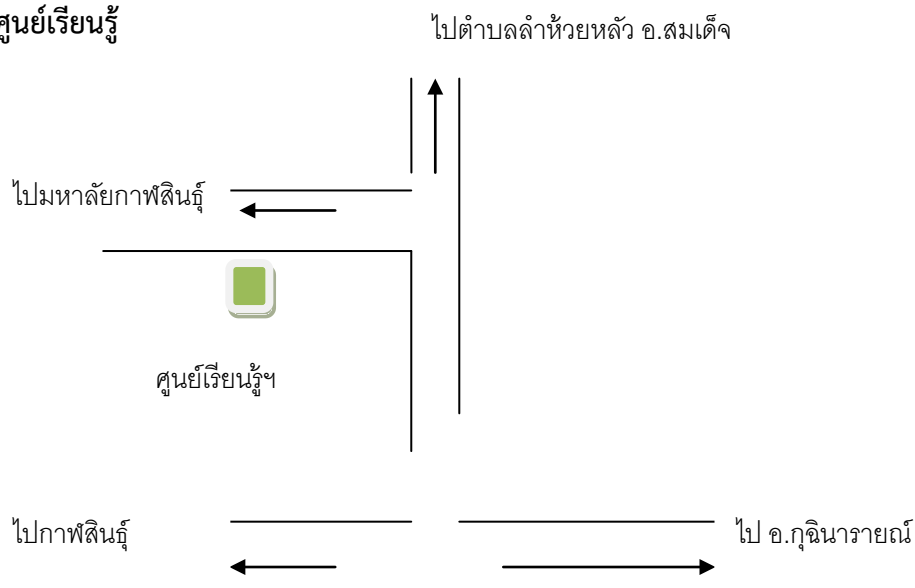 ศูนย์เรียนรู้
ไปตำบลลำห้วยหลัว อ.สมเด็จ
ไปมหาลัยกาฬสินธุ์
ศูนย์เรียนรู้ฯ
ไปกาฬสินธุ์
ไป อ.กุฉินารายณ์